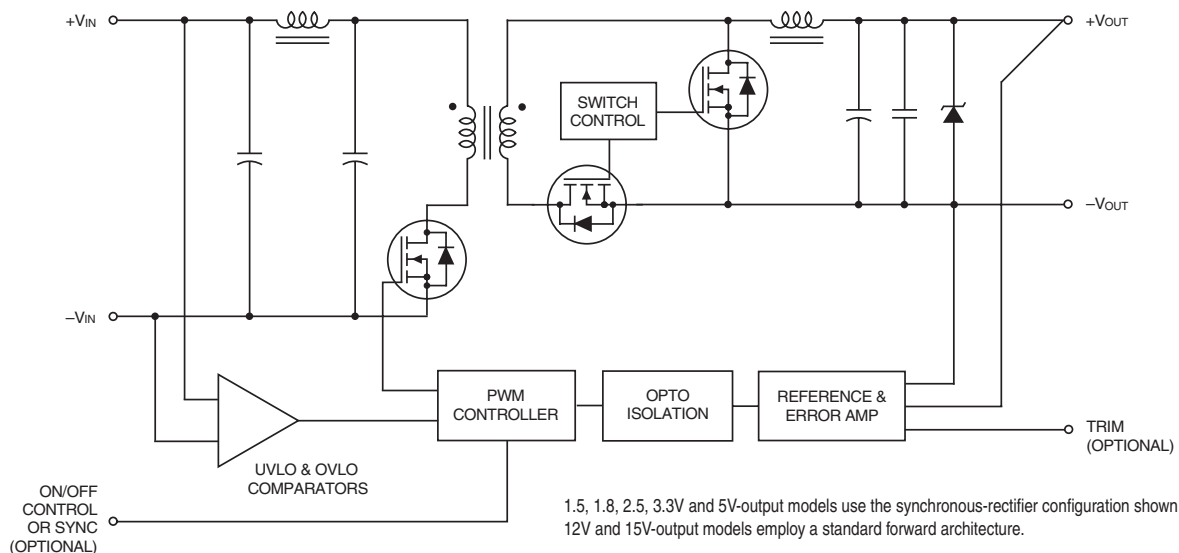 +VIN
+VOUT
SWITCH
CONTROL
–VOUT
–VIN
PWM
CONTROLLER
OPTO
ISOLATION
REFERENCE &
ERROR AMP
TRIM
(OPTIONAL)
UVLO & OVLO
COMPARATORS
ON/OFF
CONTROL
OR SYNC
(OPTIONAL)
1.5, 1.8, 2.5, 3.3V and 5V-output models use the synchronous-rectifier configuration shown
12V and 15V-output models employ a standard forward architecture.